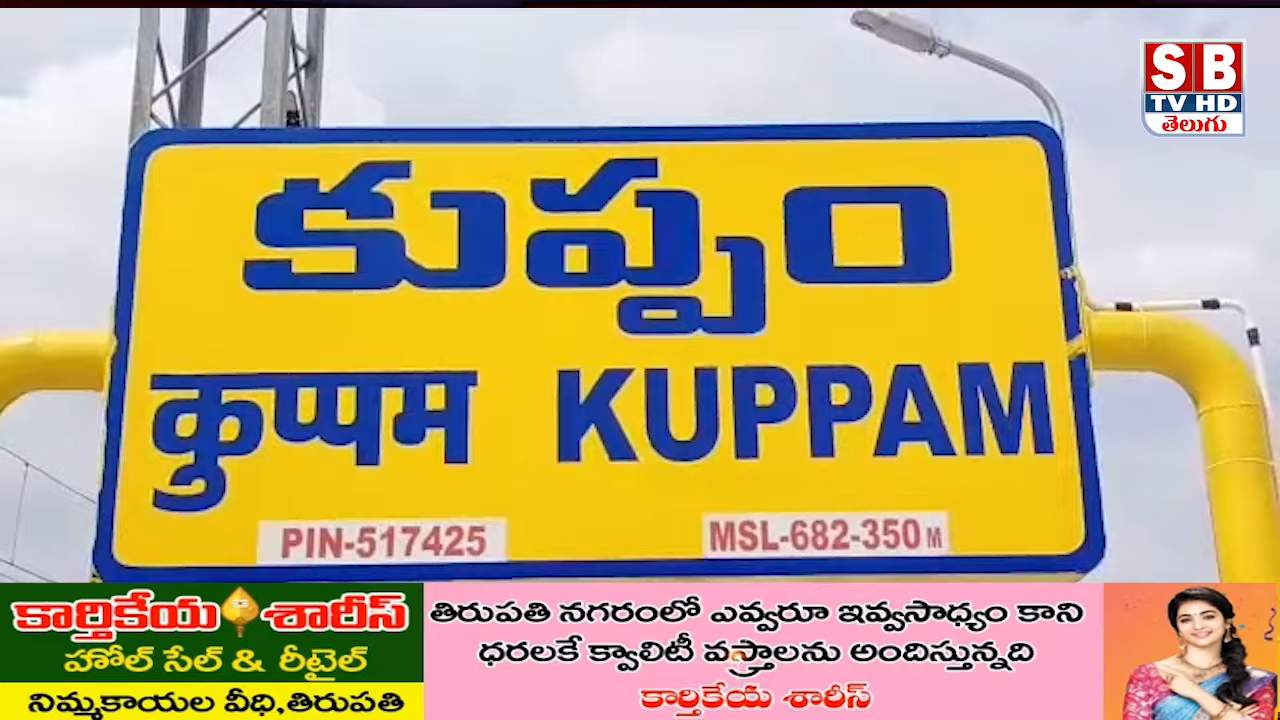 SB
TV HD
తెలుగు
కుప్పం
कुप्पम KUPPAM
PIN-517425 MSL-682-350 M
కార్తికేయ శారీస్
హోల్ సేల్ & రీటైల్
నిమ్మకాయల వీధి,తిరుపతి
తిరుపతి నగరంలో ఎవ్వరూ ఇవ్వసాధ్యం కాని
ధరలకే క్వాలిటీ వస్త్రాలను అందిస్తున్నది
కార్తికేయ శారీస్